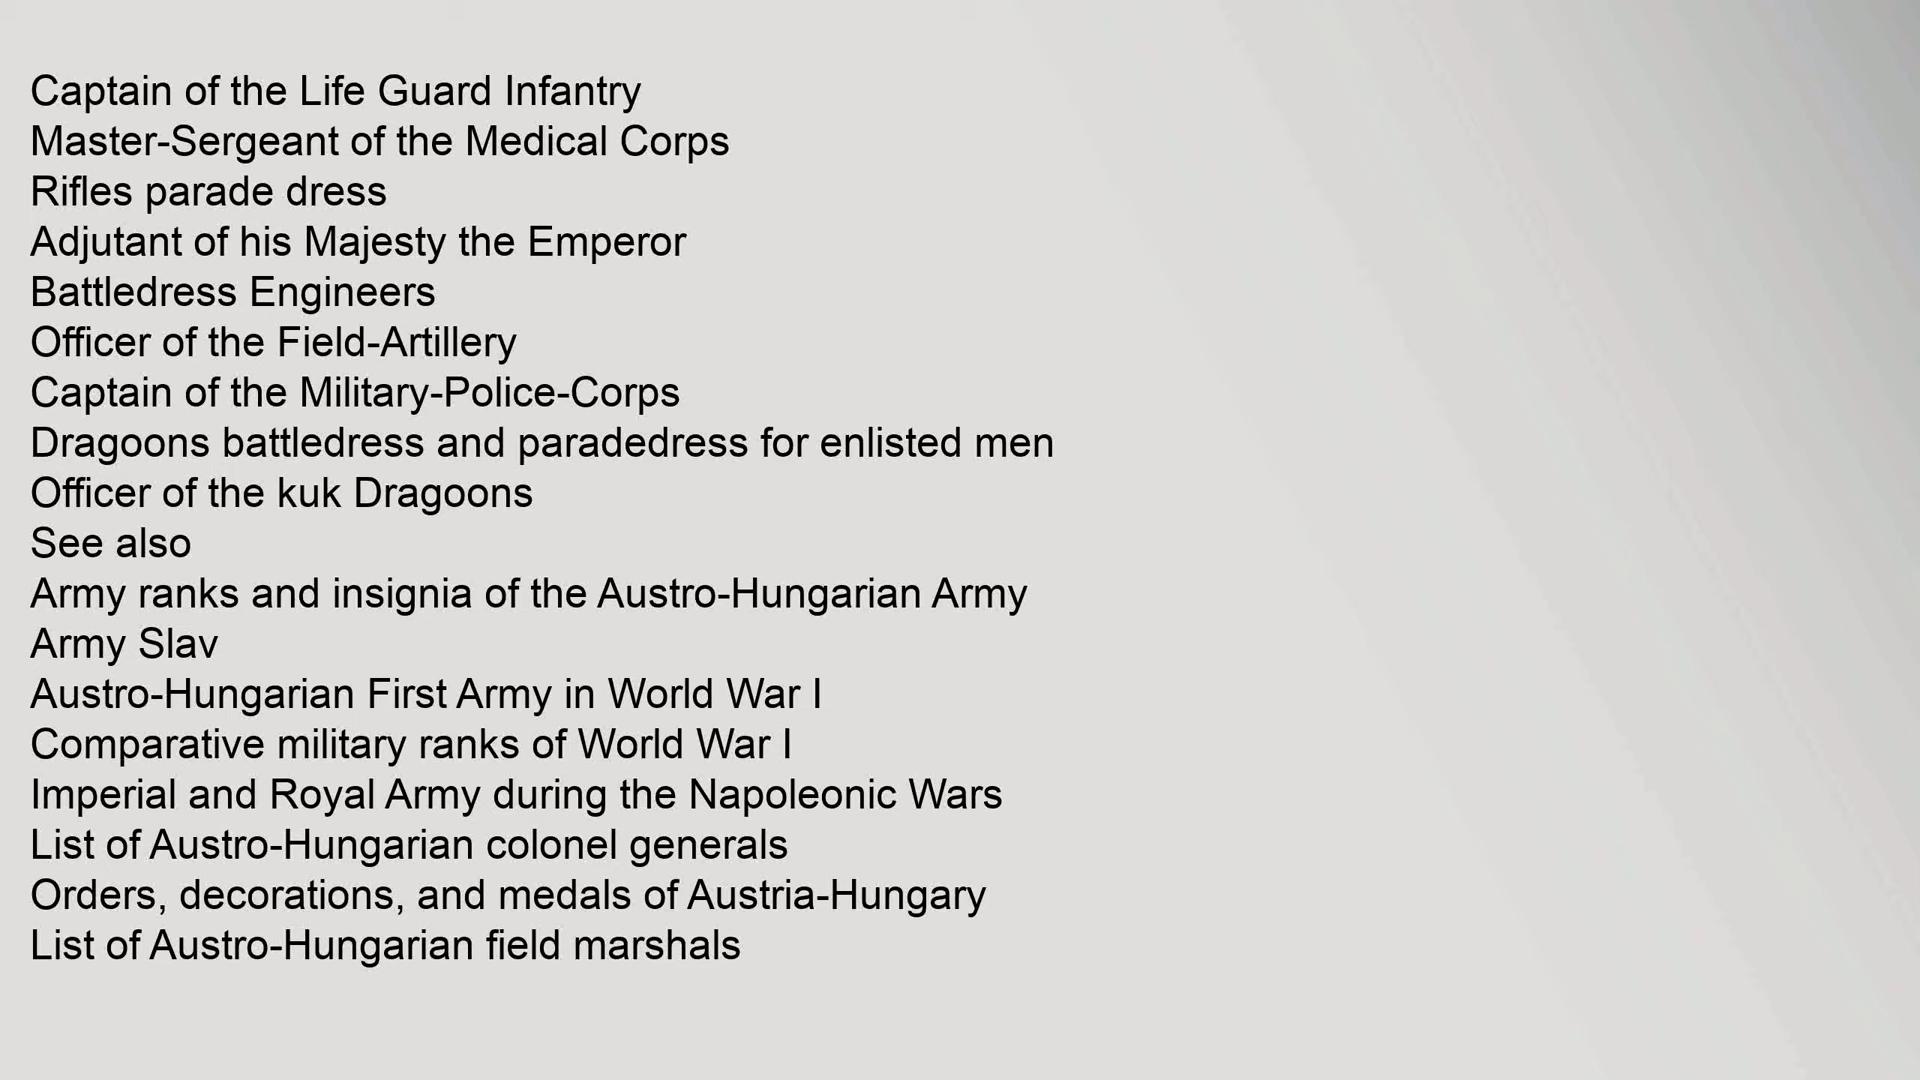 Captain of the Life Guard Infantry
Master-Sergeant of the Medical Corps
Rifles parade dress
Adjutant of his Majesty the Emperor
Battledress Engineers
Officer of the Field-Artillery
Captain of the Military-Police-Corps
Dragoons battledress and paradedress for enlisted men
Officer of the kuk Dragoons
See also
Army ranks and insignia of the Austro-Hungarian Army
Army Slav
Austro-Hungarian First Army in World War I
Comparative military ranks of World War I
Imperial and Royal Army during the Napoleonic Wars
List of Austro-Hungarian colonel generals
Orders, decorations, and medals of Austria-Hungary
List of Austro-Hungarian field marshals